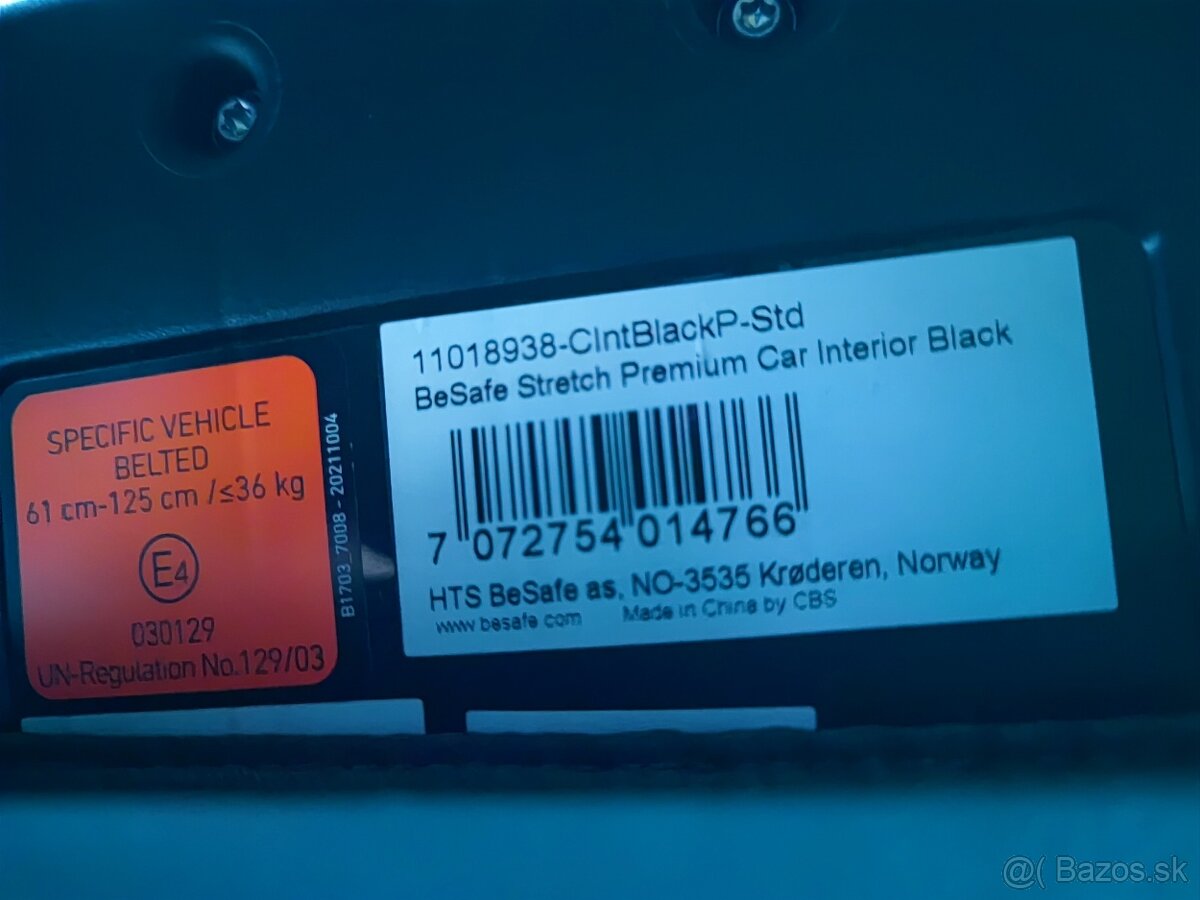 SPECIFIC VEHICLE
BELTED
61 cm-125 cm /≤36 kg
E4
030129
UN-Regulation No.129/03
B1703_7008 - 20211004
11018938-CIntBlackP-Std
BeSafe Stretch Premium Car Interior Black
7 072754 014766
HTS BeSafe as, NO-3535 Krøderen, Norway
www.besafe.com Made in China by CBS
@( Bazos.sk